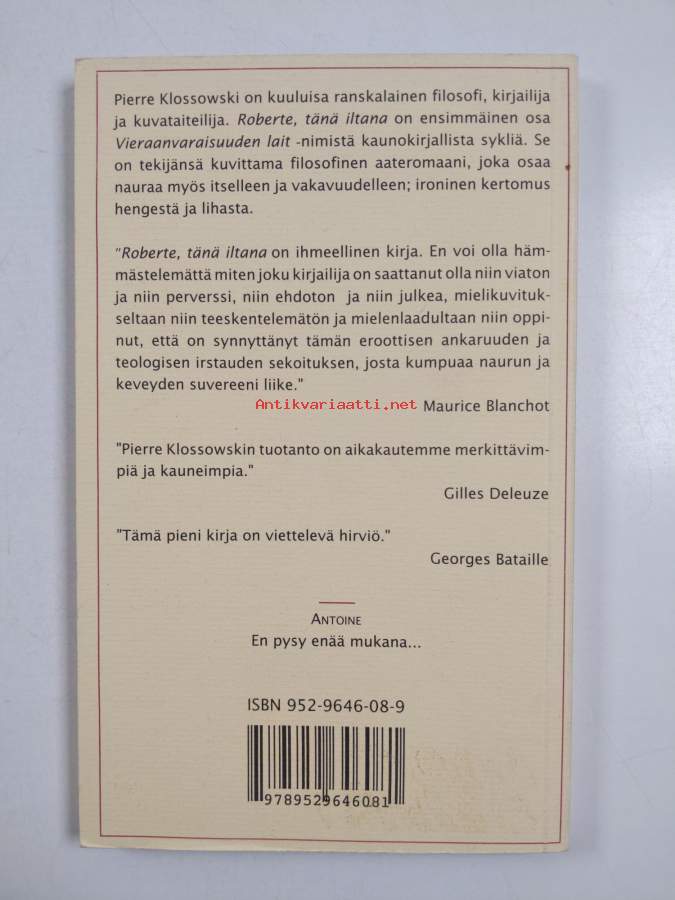 Pierre Klossowski on kuuluisa ranskalainen filosofi, kirjailija
ja kuvataiteilija. Roberte, tänä iltana on ensimmäinen osa
Vieraanvaraisuuden lait -nimistä kaunokirjallista sykliä. Se
on tekijänsä kuvittama filosofinen aateromaani, joka osaa
nauraa myös itselleen ja vakavuudelleen; ironinen kertomus
hengestä ja lihasta.
"Roberte, tänä iltana on ihmeellinen kirja. En voi olla häm-
mästelemättä miten joku kirjailija on saattanut olla niin viaton
ja niin perverssi, niin ehdoton ja niin julkea, mielikuvituk-
seltaan niin teeskentelemätön ja mielenlaadultaan niin oppi-
nut, että on synnyttänyt tämän eroottisen ankaruuden ja
teologisen irstauden sekoituksen, josta kumpuaa naurun ja
keveyden suvereeni liike."
Antikvariaatti.net
Maurice Blanchot
"Pierre Klossowskin tuotanto on aikakautemme merkittävim-
piä ja kauneimpia."
Gilles Deleuze
"Tämä pieni kirja on viettelevä hirviö."
Georges Bataille
ANTOINE
En pysy enää mukana...
ISBN 952-9646-08-9
9789529646081